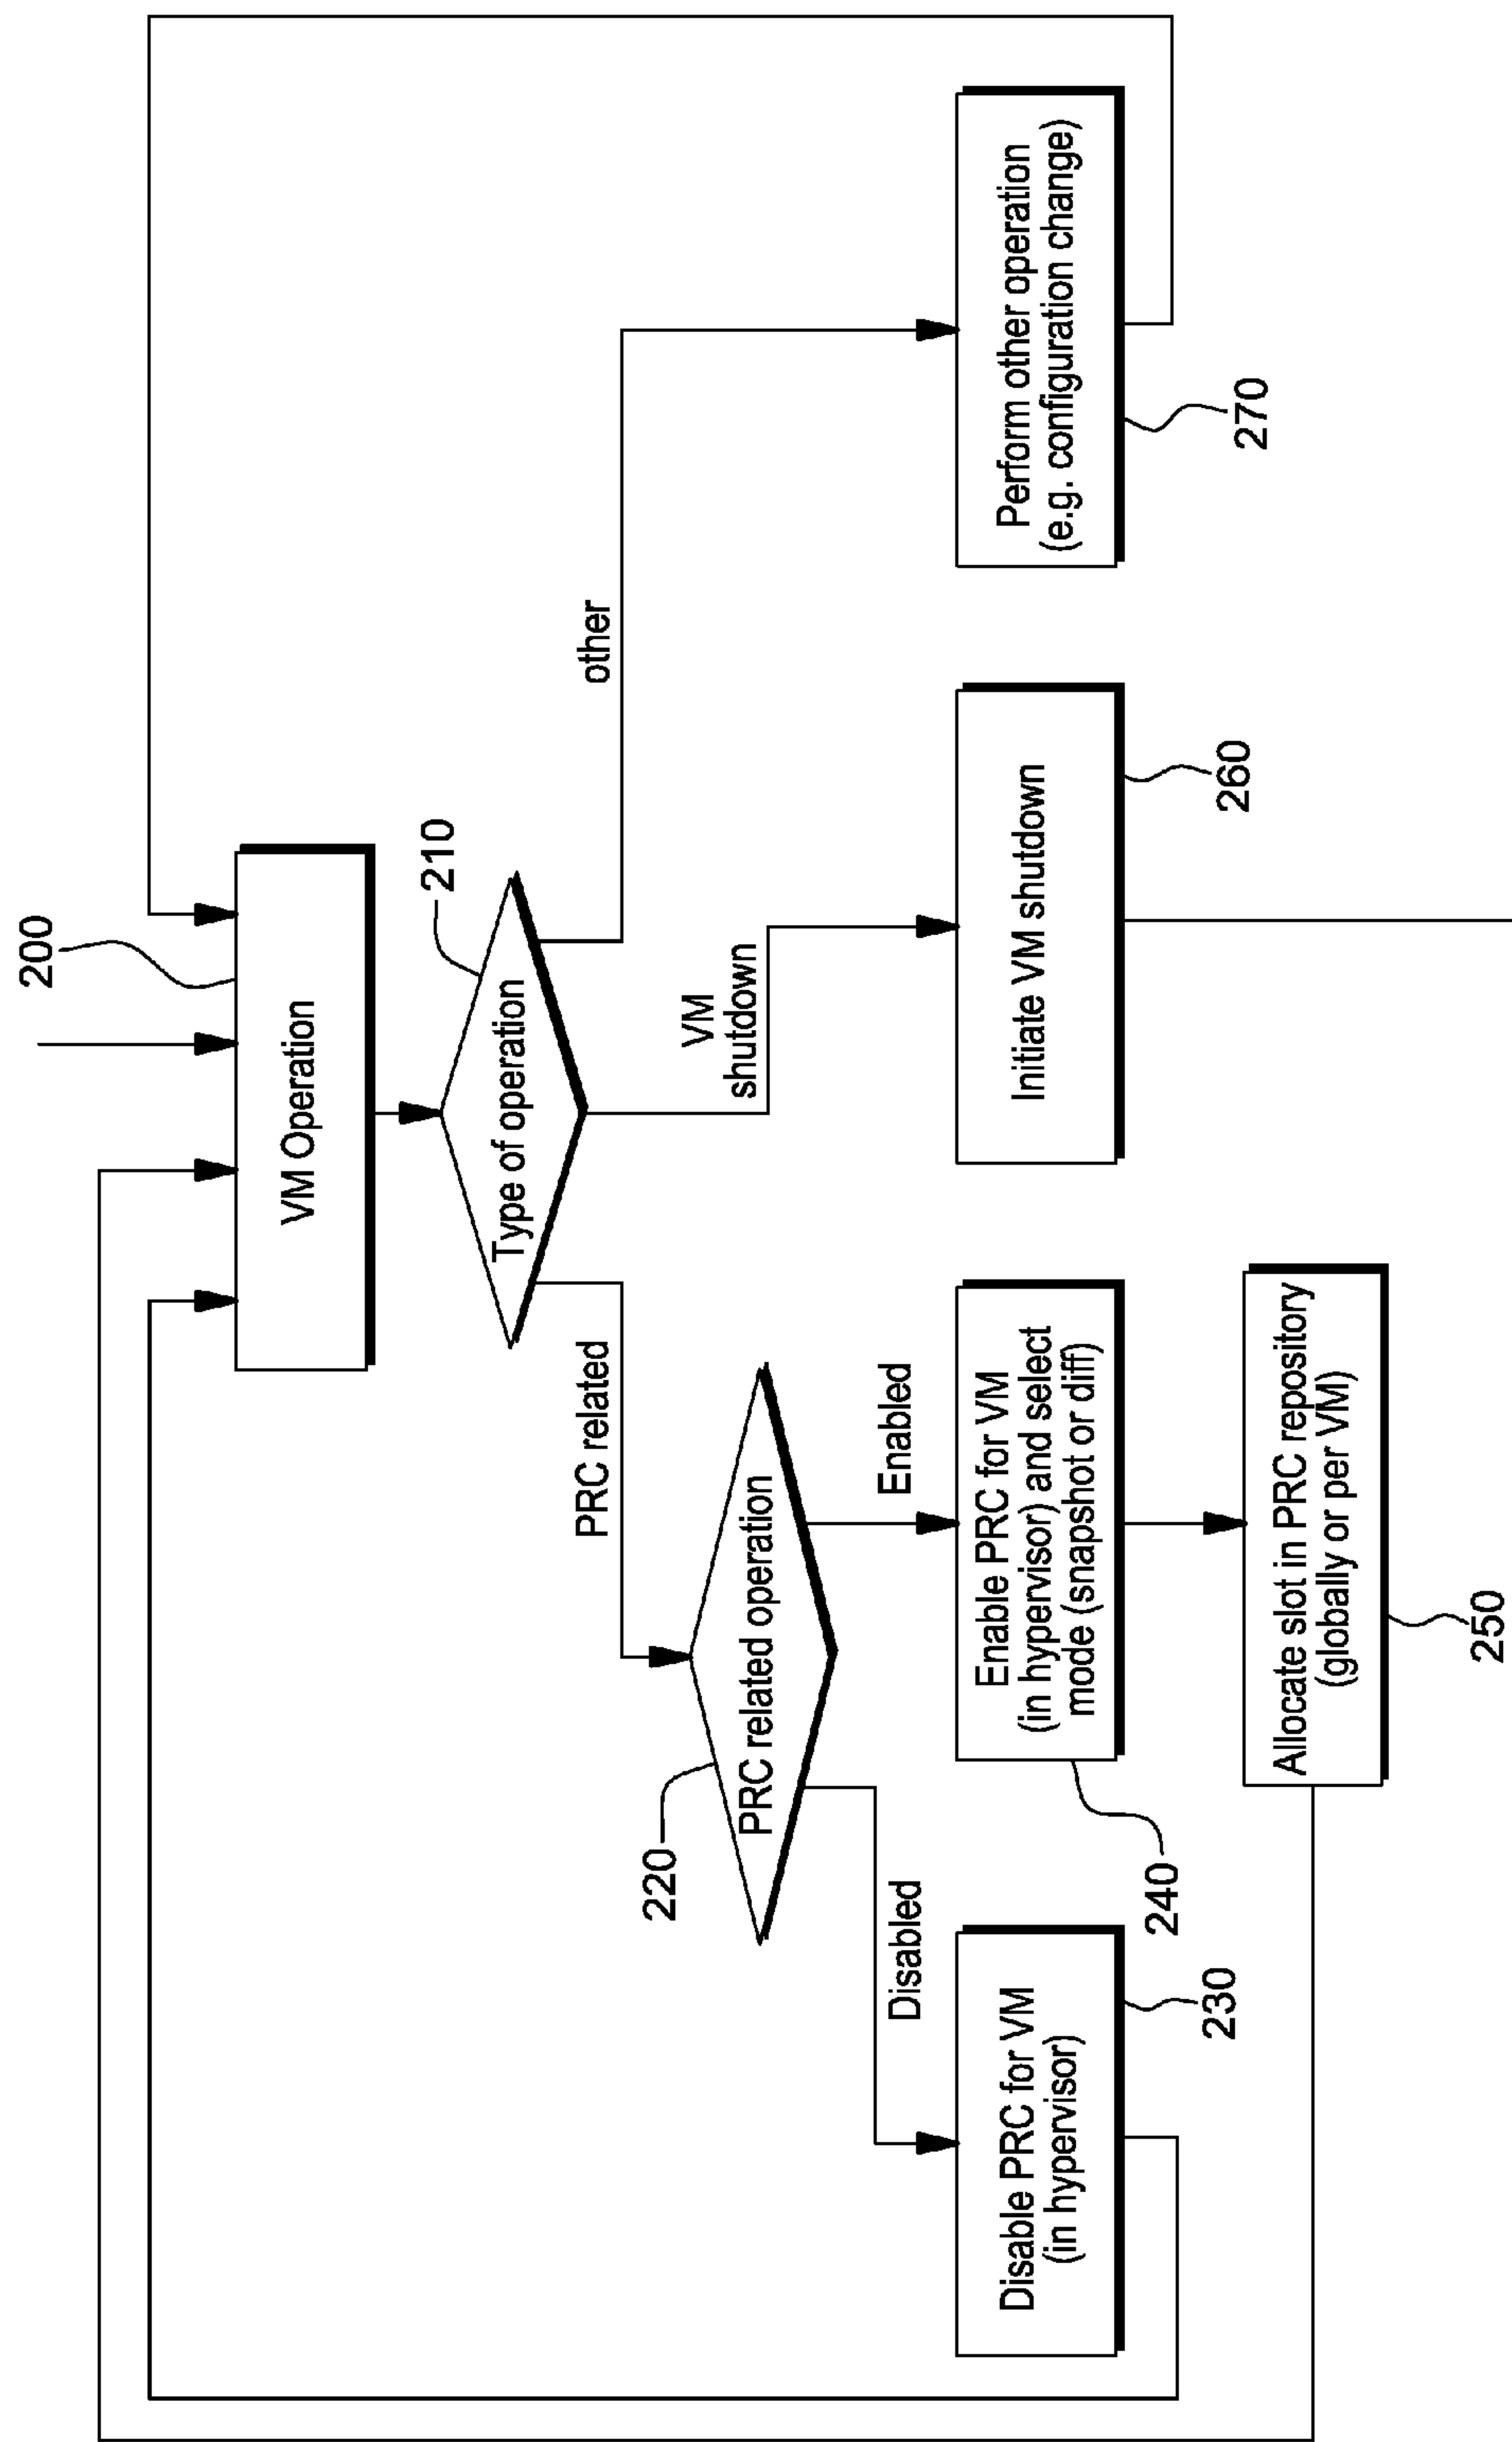 200
VM Operation
210
Type of operation
PRC related
VM
shutdown
other
220
PRC related operation
Disabled
Enabled
Disable PRC for VM
(in hypervisor)
230
Enable PRC for VM
(in hypervisor) and select
mode (snapshot or diff)
240
Initiate VM shutdown
260
Perform other operation
(e.g. configuration change)
270
Allocate slot in PRC repository
(globally or per VM)
250